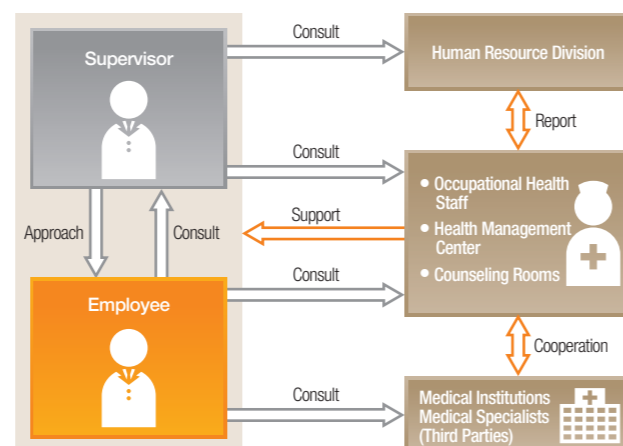 Supervisor
Consult
Human Resource Division
Report
Consult
• Occupational Health
Staff
• Health Management
Center
• Counseling Rooms
Support
Approach
Consult
Consult
Employee
Cooperation
Consult
Medical Institutions
Medical Specialists
(Third Parties)